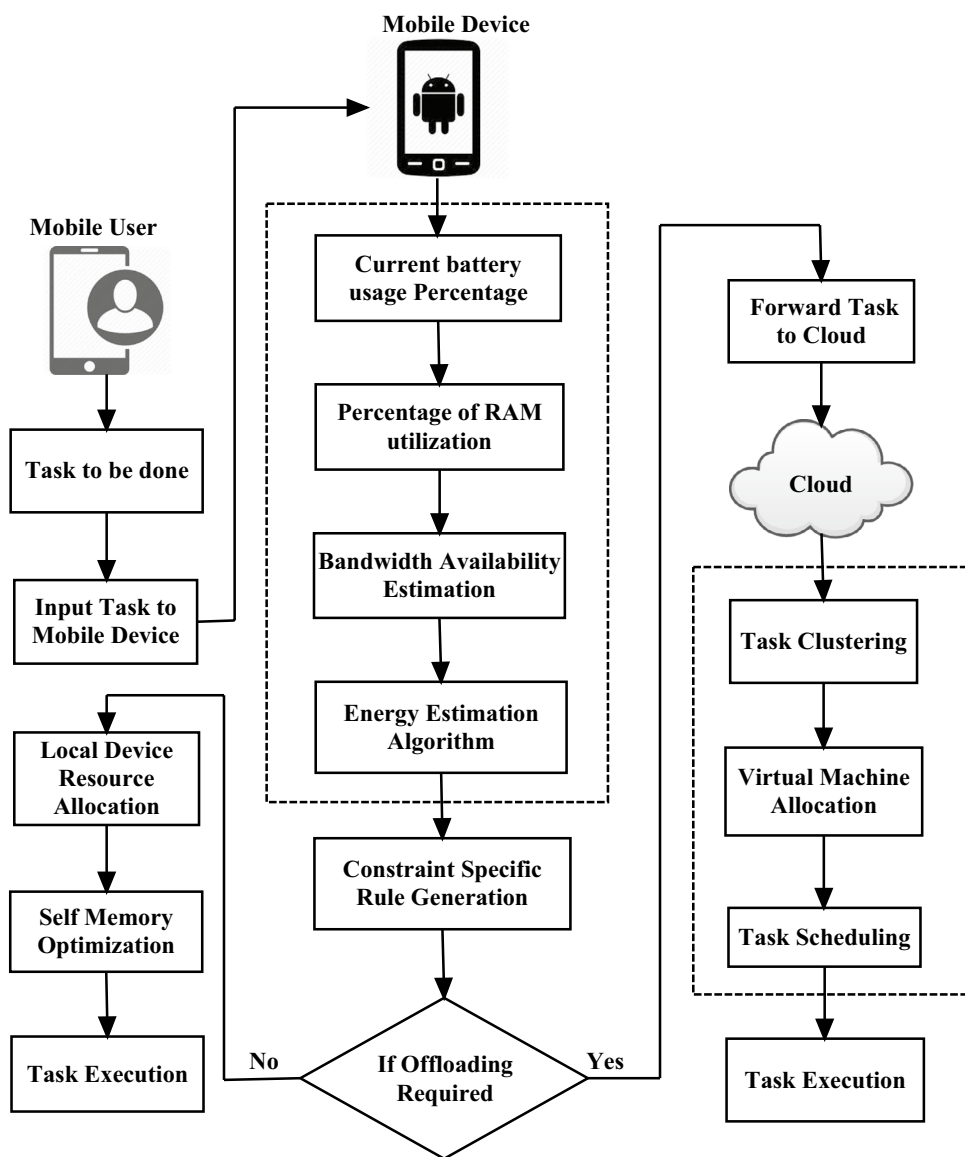 Mobile Device
Mobile User
Task to be done
Input Task to
Mobile Device
Current battery
usage Percentage
Percentage of RAM
utilization
Bandwidth Availability
Estimation
Energy Estimation
Algorithm
Constraint Specific
Rule Generation
If Offloading
Required
No
Yes
Local Device
Resource
Allocation
Self Memory
Optimization
Task Execution
Forward Task
to Cloud
Cloud
Task Clustering
Virtual Machine
Allocation
Task Scheduling
Task Execution